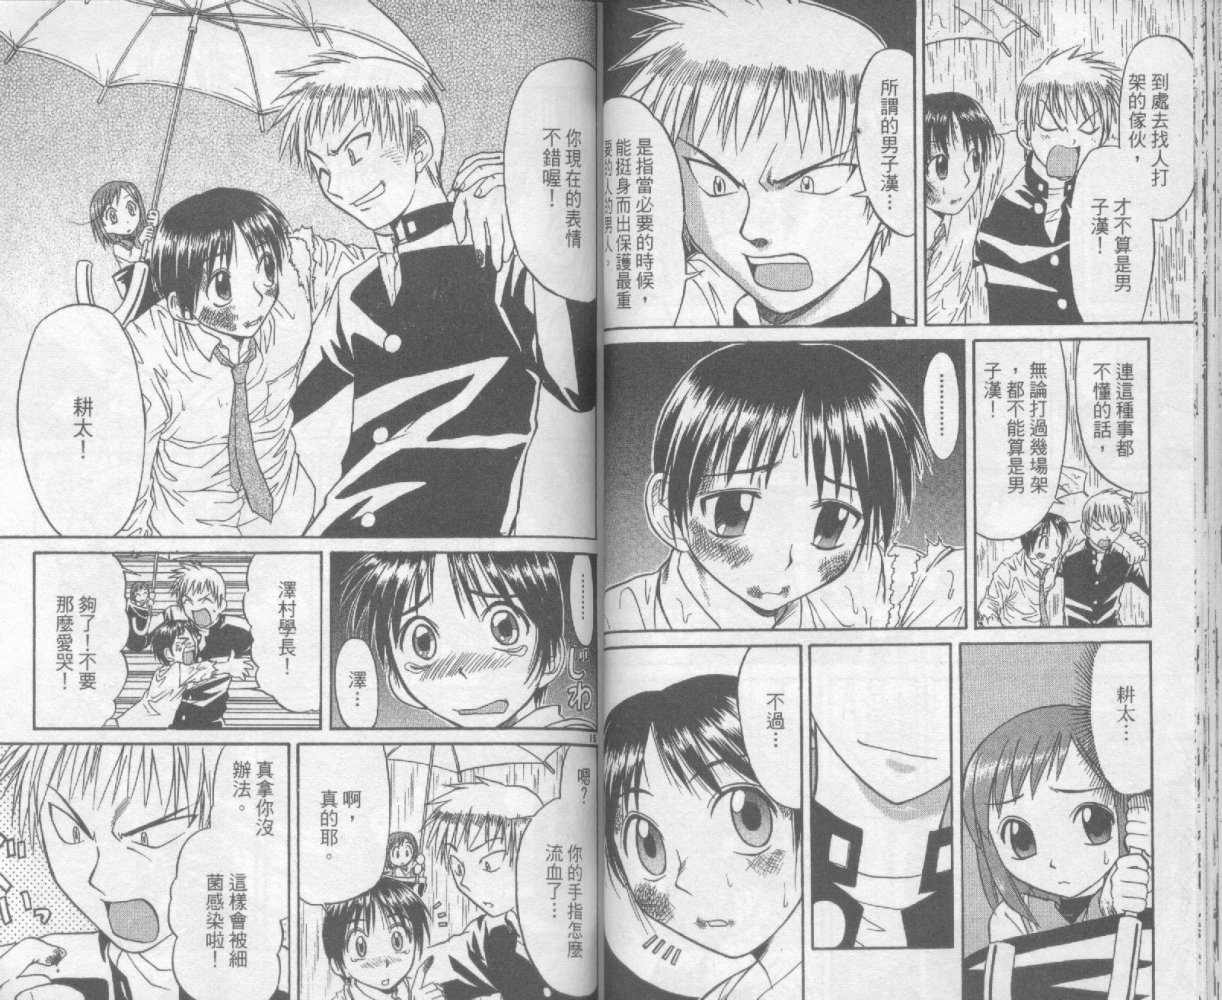 到處去找人打
架的傢伙，
才不算是男
子漢！
所謂的男子漢…
是指當必要的時候，
能挺身而出保護最重
要的人的男人。
連這種事都
不懂的話，
無論打過幾場架
，都不能算是男
子漢！
…………
耕太…
不過…
你現在的表情
不錯喔！
耕太！
…………
じわ
澤…
澤村學長！
夠了！不要
那麼愛哭！
16
嗯？
你的手指怎麼
流血了…
啊，
真的耶。
真拿你沒
辦法。
這樣會被細
菌感染啦！